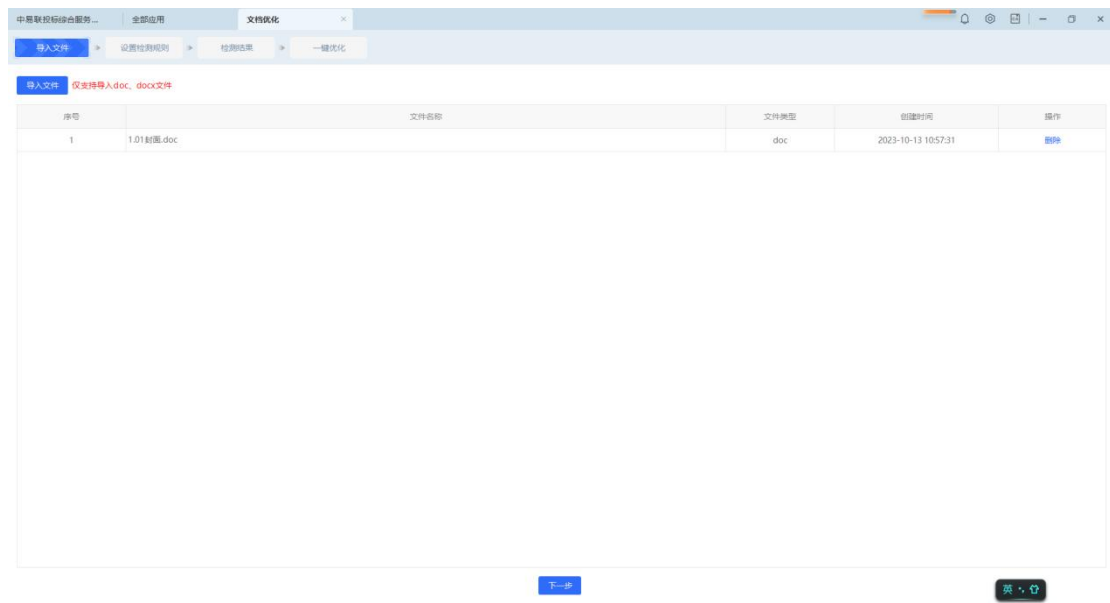 中易联投标综合服务... 全部应用 文档优化
导入文件 设置检测规则 检测结果 一键优化
导入文件 仅支持导入doc、docx文件
序号 文件名称 文件类型 创建时间 操作
1 1.01封面.doc doc 2023-10-13 10:57:31 删除
下一步
英